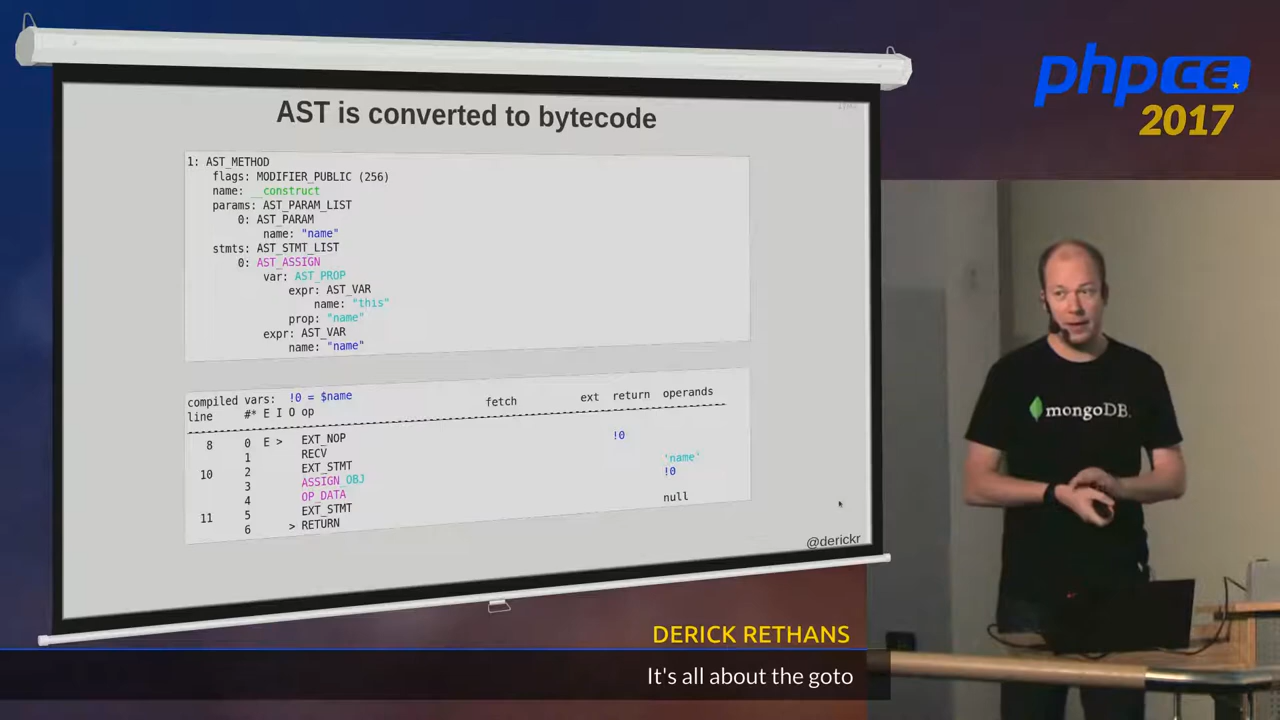 AST is converted to bytecode
1: AST_METHOD
flags: MODIFIER_PUBLIC (256)
name: __construct
params: AST_PARAM_LIST
0: AST_PARAM
name: "name"
stmts: AST_STMT_LIST
0: AST_ASSIGN
var: AST_PROP
expr: AST_VAR
name: "this"
prop: "name"
expr: AST_VAR
name: "name"
compiled vars: !0 = $name
line #* E I O op fetch ext return operands
8 0 E > EXT_NOP
1 RECV !0
10 2 EXT_STMT
3 ASSIGN_OBJ 'name'
4 OP_DATA !0
11 5 EXT_STMT
6 > RETURN null
@derickr
phpCE
2017
mongoDB.
DERICK RETHANS
It's all about the goto